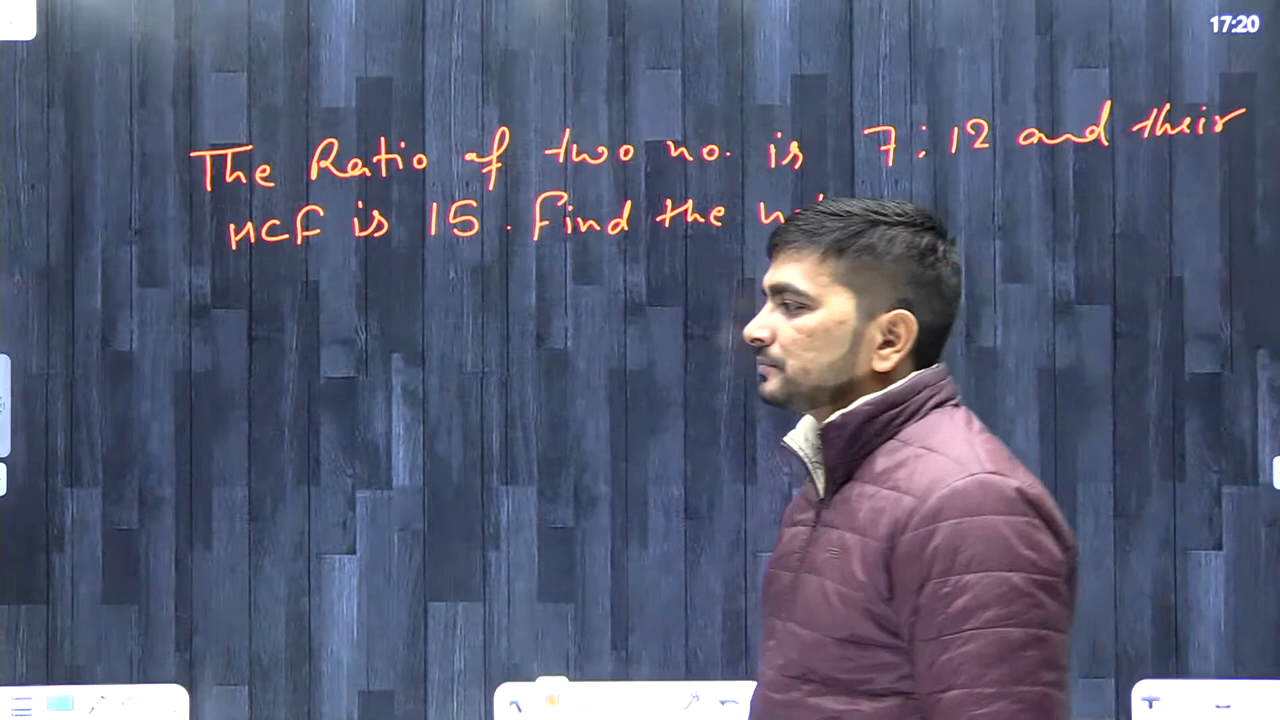 17:20
The Ratio of two no. is 7:12 and their
HCF is 15. Find the